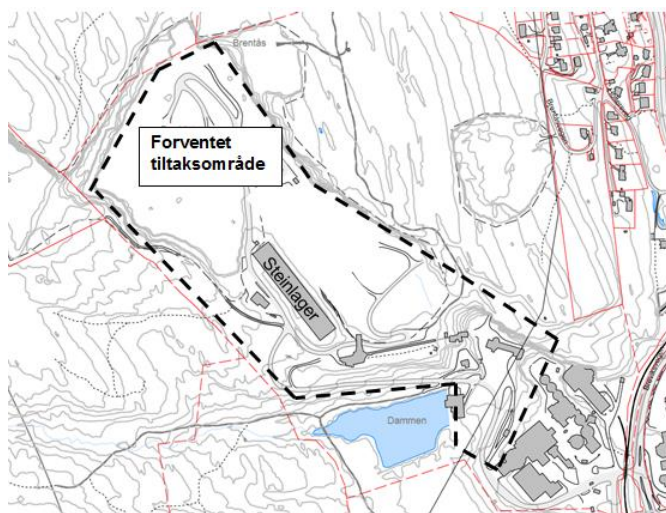 Brentås
Forventet
tiltaksområde
Steinlager
Dammen